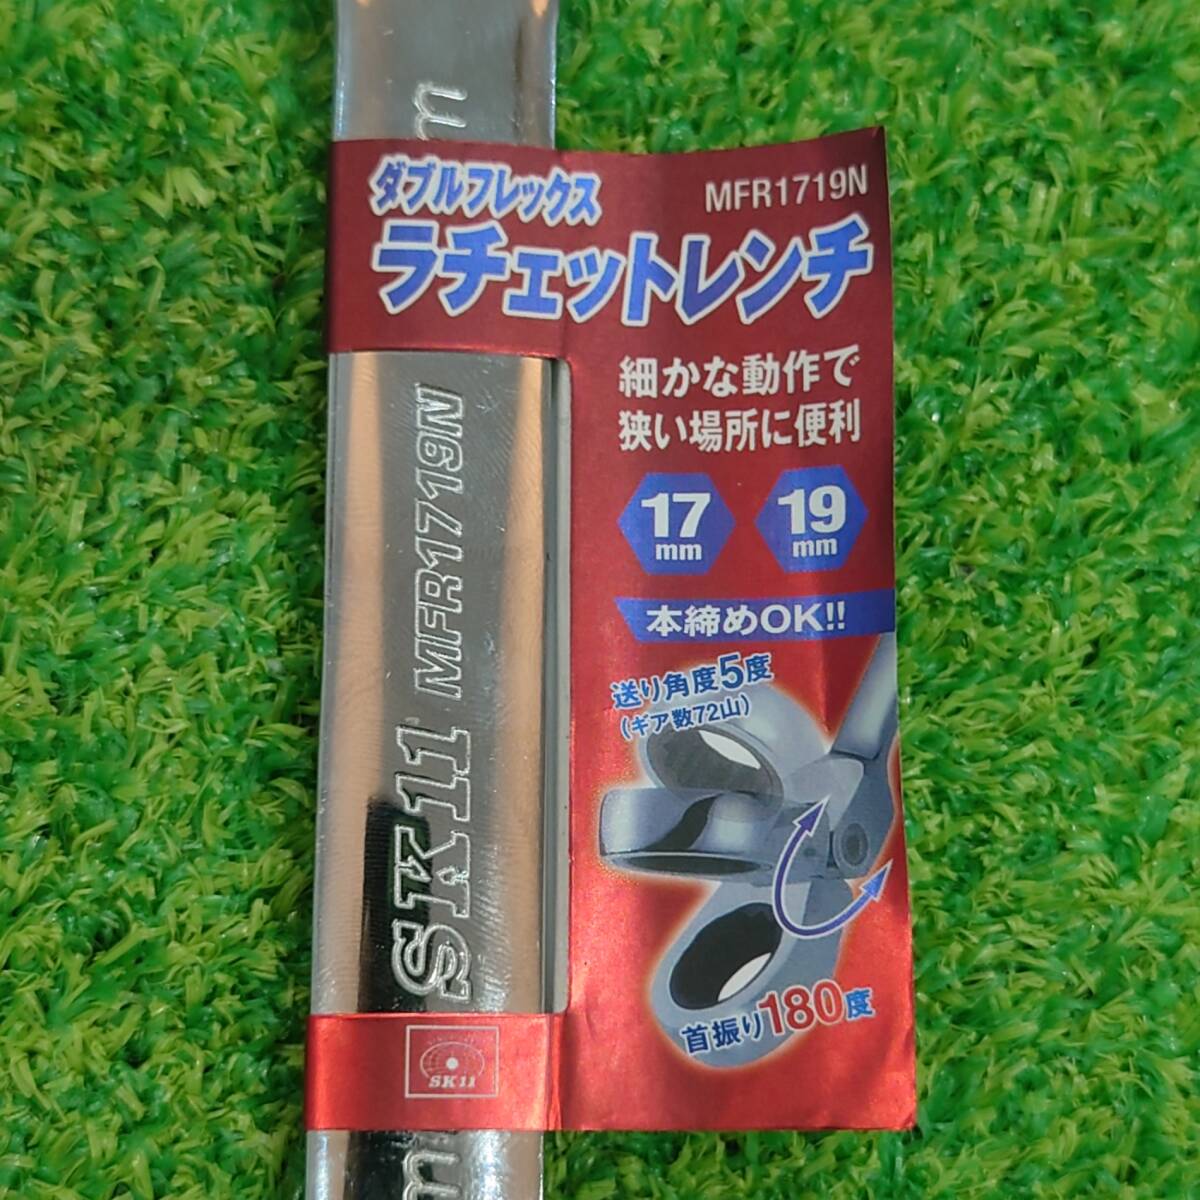 m
ダブルフレックス
MFR1719N
ラチェットレンチ
細かな動作で
狭い場所に便利
17
mm
19
mm
本締めOK!!
送り角度5度
(ギア数72山)
首振り180度
SK11 MFR1719N
SK11
m